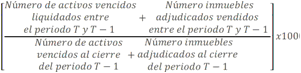 Número de activos vencidos Número inmuebles
liquidados entre + adjudicados vendidos
el periodo T y T − 1 entre el periodo T y T − 1
Número de activos Número inmuebles x100
vencidos al cierre + adjudicados al cierre
del periodo T − 1 del periodo T − 1